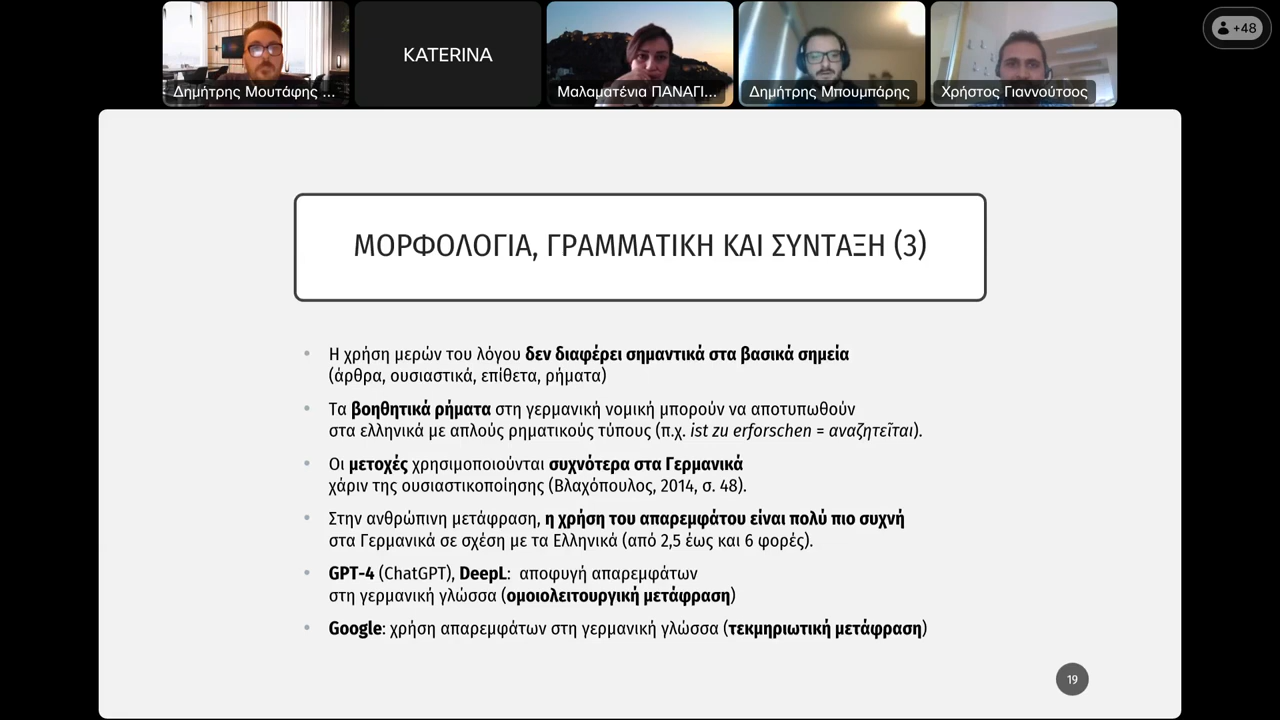 +48
KATERINA
Δημήτρης Μουτάφης ...
Μαλαματένια ΠΑΝΑΓΙ...
Δημήτρης Μπουμπάρης
Χρήστος Γιαννούτσος
ΜΟΡΦΟΛΟΓΙΑ, ΓΡΑΜΜΑΤΙΚΗ ΚΑΙ ΣΥΝΤΑΞΗ (3)
• Η χρήση μερών του λόγου δεν διαφέρει σημαντικά στα βασικά σημεία
(άρθρα, ουσιαστικά, επίθετα, ρήματα)
• Τα βοηθητικά ρήματα στη γερμανική νομική μπορούν να αποτυπωθούν
στα ελληνικά με απλούς ρηματικούς τύπους (π.χ. ist zu erforschen = αναζητεῖται).
• Οι μετοχές χρησιμοποιούνται συχνότερα στα Γερμανικά
χάριν της ουσιαστικοποίησης (Βλαχόπουλος, 2014, σ. 48).
• Στην ανθρώπινη μετάφραση, η χρήση του απαρεμφάτου είναι πολύ πιο συχνή
στα Γερμανικά σε σχέση με τα Ελληνικά (από 2,5 έως και 6 φορές).
• GPT-4 (ChatGPT), DeepL: αποφυγή απαρεμφάτων
στη γερμανική γλώσσα (ομοιολειτουργική μετάφραση)
• Google: χρήση απαρεμφάτων στη γερμανική γλώσσα (τεκμηριωτική μετάφραση)
19